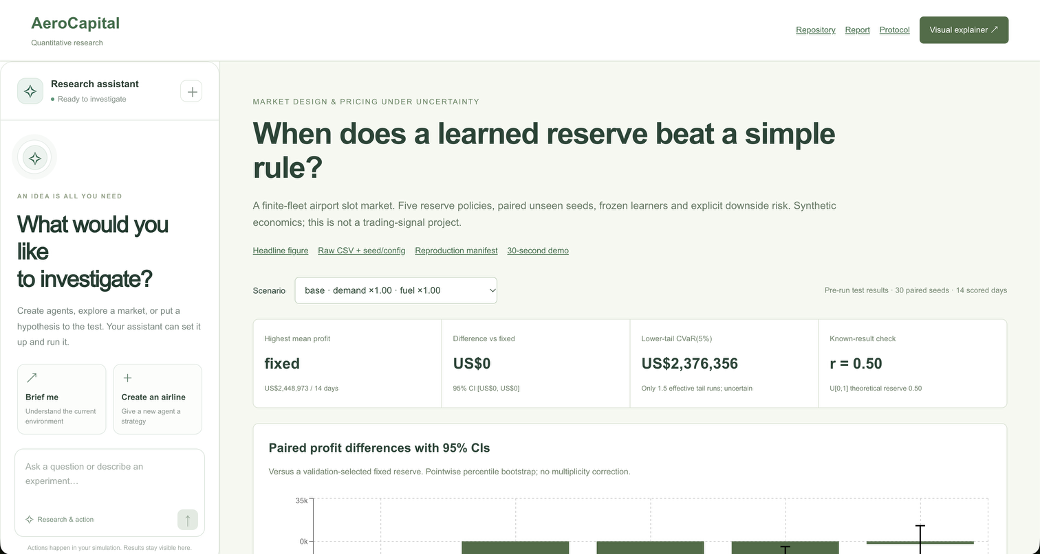 AeroCapital
Quantitative research
Repository
Report
Protocol
Visual explainer ↗
Research assistant
Ready to investigate
AN IDEA IS ALL YOU NEED
What would you
like
to investigate?
Create agents, explore a market, or put a
hypothesis to the test. Your assistant can set it
up and run it.
Brief me
Understand the current
environment
Create an airline
Give a new agent a
strategy
Ask a question or describe an
experiment…
Research & action
Actions happen in your simulation. Results stay visible here.
MARKET DESIGN & PRICING UNDER UNCERTAINTY
When does a learned reserve beat a simple
rule?
A finite-fleet airport slot market. Five reserve policies, paired unseen seeds, frozen learners and explicit downside risk. Synthetic
economics; this is not a trading-signal project.
Headline figure
Raw CSV + seed/config
Reproduction manifest
30-second demo
Scenario
base · demand ×1.00 · fuel ×1.00
Pre-run test results · 30 paired seeds · 14 scored days
Highest mean profit
fixed
US$2,445,973 / 14 days
Difference vs fixed
US$0
95% CI [US$0, US$0]
Lower-tail CVaR(5%)
US$2,376,356
Only 1.5 effective tail runs; uncertain
Known-result check
r = 0.50
U[0,1] theoretical reserve 0.50
Paired profit differences with 95% CIs
Versus a validation-selected fixed reserve. Pointwise percentile bootstrap; no multiplicity correction.
35k
0k